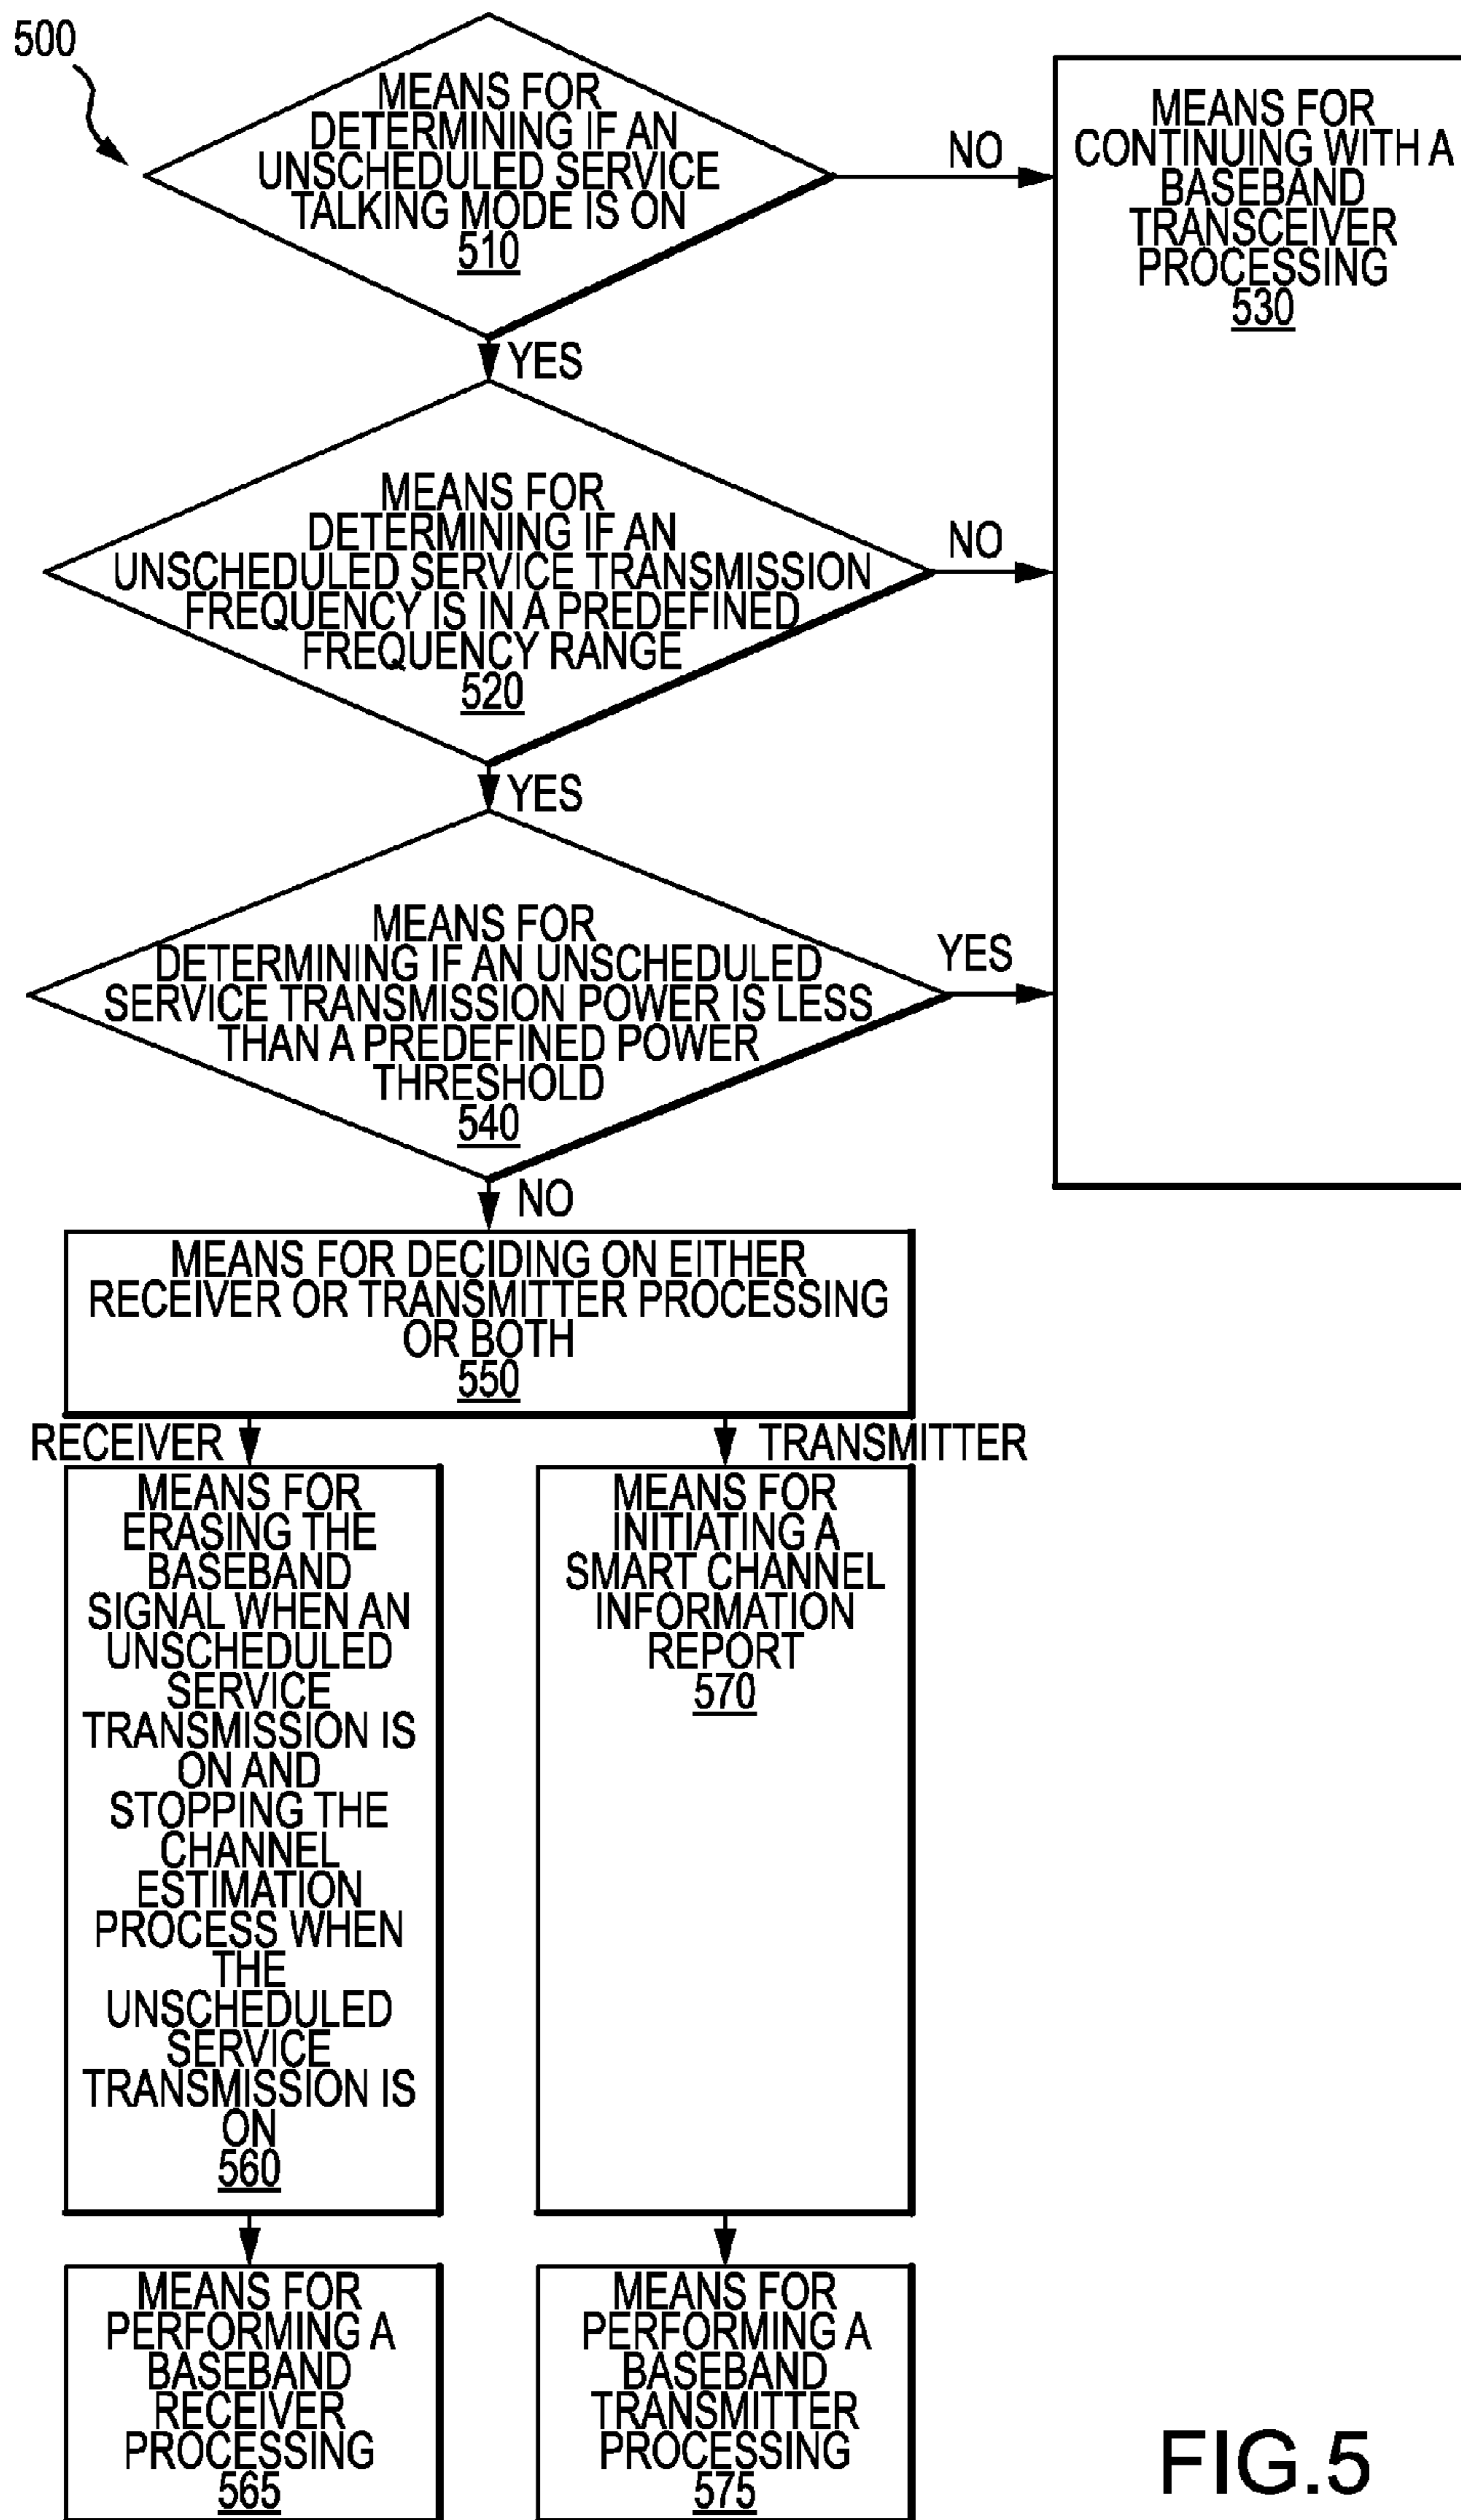 500
MEANS FOR
DETERMINING IF AN
UNSCHEDULED SERVICE
TALKING MODE IS ON
510
NO
MEANS FOR
CONTINUING WITH A
BASEBAND
TRANSCEIVER
PROCESSING
530
YES
MEANS FOR
DETERMINING IF AN
UNSCHEDULED SERVICE TRANSMISSION
FREQUENCY IS IN A PREDEFINED
FREQUENCY RANGE
520
NO
YES
MEANS FOR
DETERMINING IF AN UNSCHEDULED
SERVICE TRANSMISSION POWER IS LESS
THAN A PREDEFINED POWER
THRESHOLD
540
YES
NO
MEANS FOR DECIDING ON EITHER
RECEIVER OR TRANSMITTER PROCESSING
OR BOTH
550
RECEIVER
MEANS FOR
ERASING THE
BASEBAND
SIGNAL WHEN AN
UNSCHEDULED
SERVICE
TRANSMISSION IS
ON AND
STOPPING THE
CHANNEL
ESTIMATION
PROCESS WHEN
THE
UNSCHEDULED
SERVICE
TRANSMISSION IS
ON
560
TRANSMITTER
MEANS FOR
INITIATING A
SMART CHANNEL
INFORMATION
REPORT
570
MEANS FOR
PERFORMING A
BASEBAND
RECEIVER
PROCESSING
565
MEANS FOR
PERFORMING A
BASEBAND
TRANSMITTER
PROCESSING
575
FIG.5